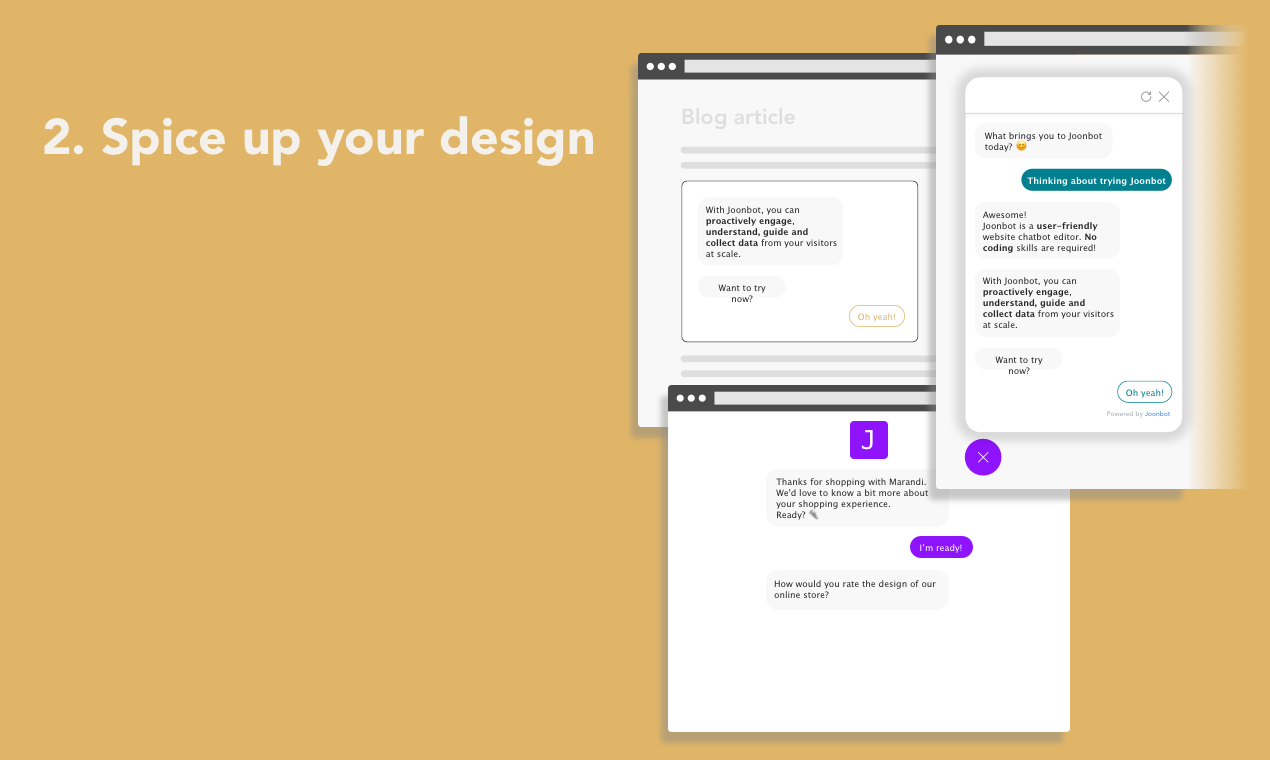 2. Spice up your design
Blog article
With Joonbot, you can
proactively engage,
understand, guide and
collect data from your visitors
at scale.
Want to try
now?
Oh yeah!
What brings you to Joonbot
today? 😊
Thinking about trying Joonbot
Awesome!
Joonbot is a user-friendly
website chatbot editor. No
coding skills are required!
With Joonbot, you can
proactively engage,
understand, guide and
collect data from your visitors
at scale.
Want to try
now?
Oh yeah!
Powered by Joonbot
J
Thanks for shopping with Marandi.
We'd love to know a bit more about
your shopping experience.
Ready?
I'm ready!
How would you rate the design of our
online store?